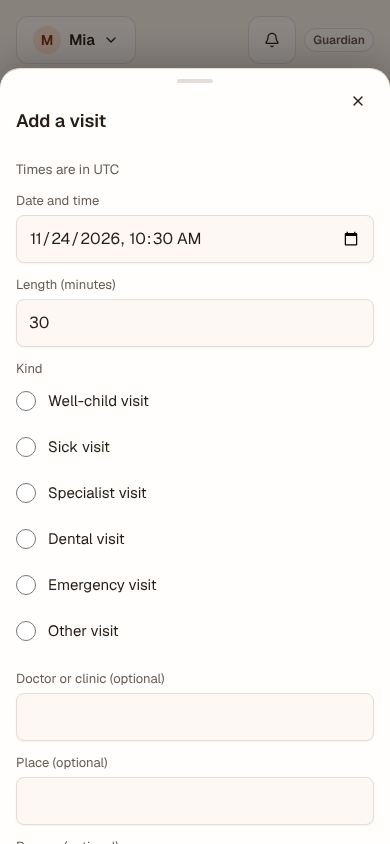 M Mia
Guardian
Add a visit
Times are in UTC
Date and time
11/24/2026, 10:30 AM
Length (minutes)
30
Kind
Well-child visit
Sick visit
Specialist visit
Dental visit
Emergency visit
Other visit
Doctor or clinic (optional)
Place (optional)